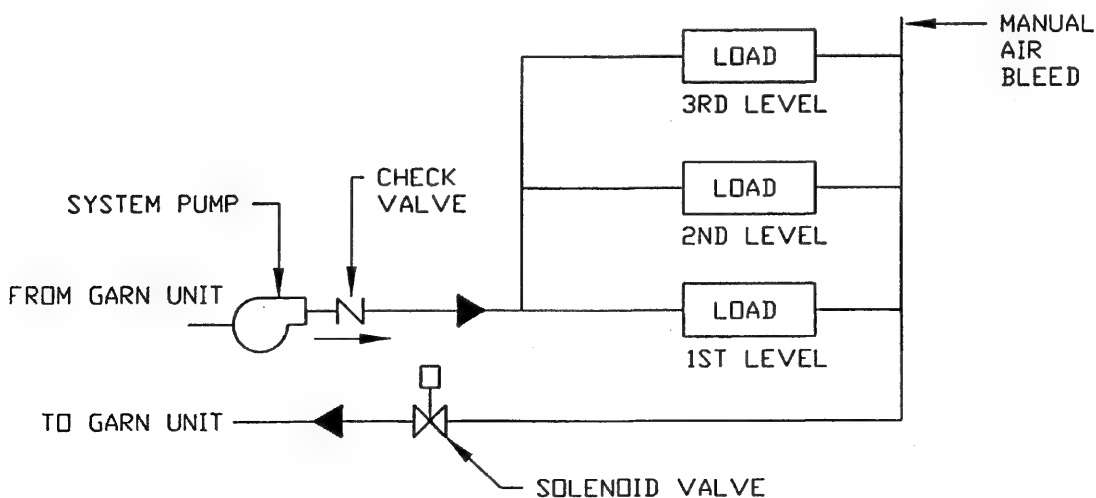 MANUAL
AIR
BLEED
LOAD
3RD LEVEL
CHECK
VALVE
SYSTEM PUMP
LOAD
2ND LEVEL
FROM GARN UNIT
LOAD
1ST LEVEL
TO GARN UNIT
SOLENOID VALVE